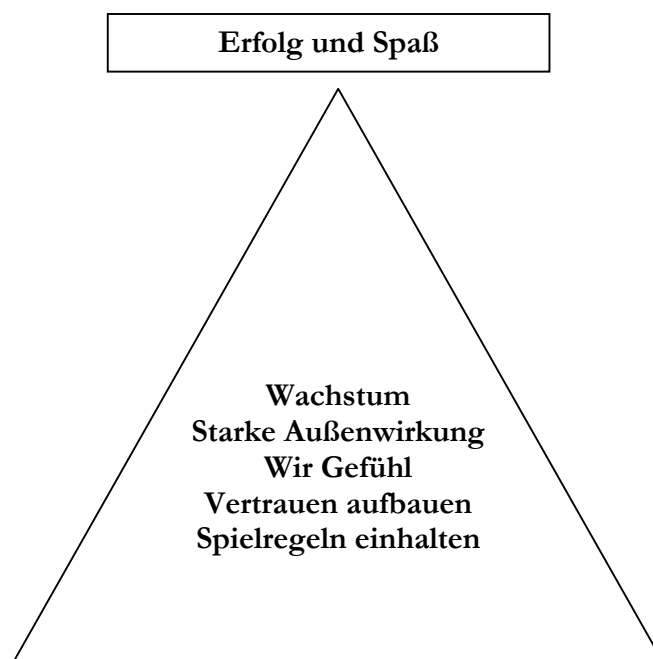 Erfolg und Spaß
Wachstum
Starke Außenwirkung
Wir Gefühl
Vertrauen aufbauen
Spielregeln einhalten